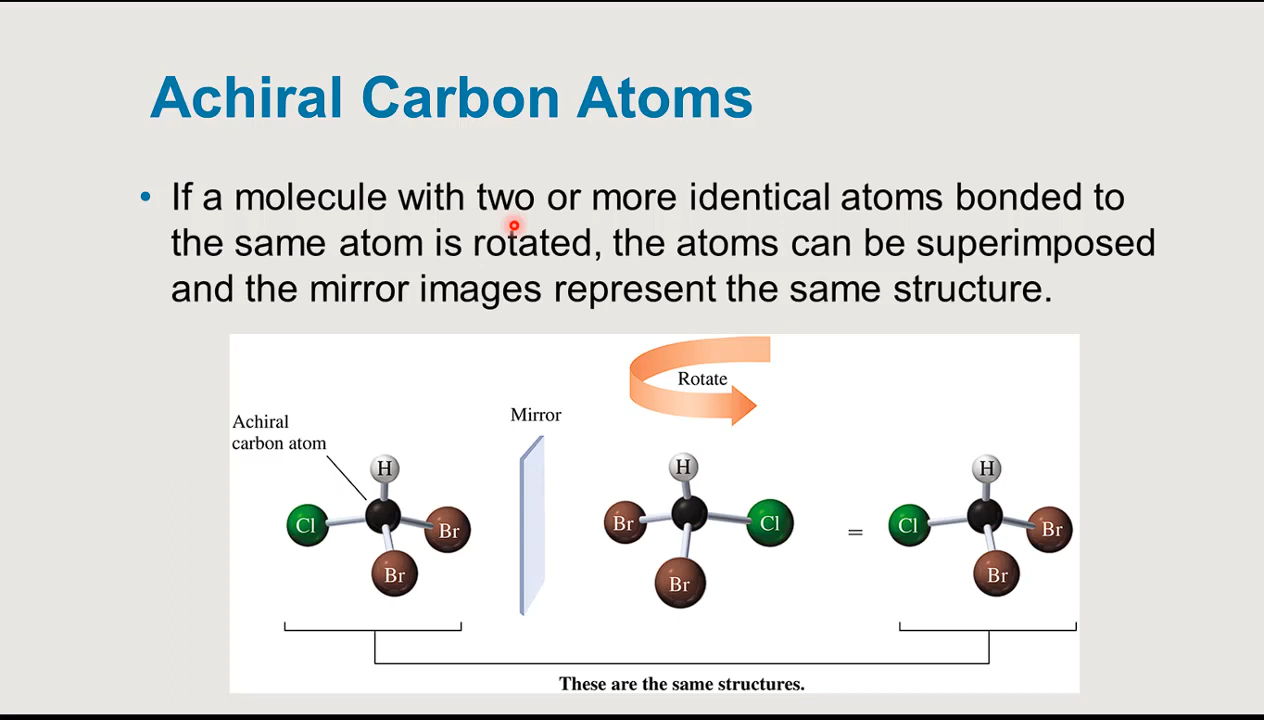 Achiral Carbon Atoms
• If a molecule with two or more identical atoms bonded to
the same atom is rotated, the atoms can be superimposed
and the mirror images represent the same structure.
Rotate
Mirror
Achiral
carbon atom
H
Cl
Br
Br
H
Br
Cl
Br
=
H
Cl
Br
Br
These are the same structures.